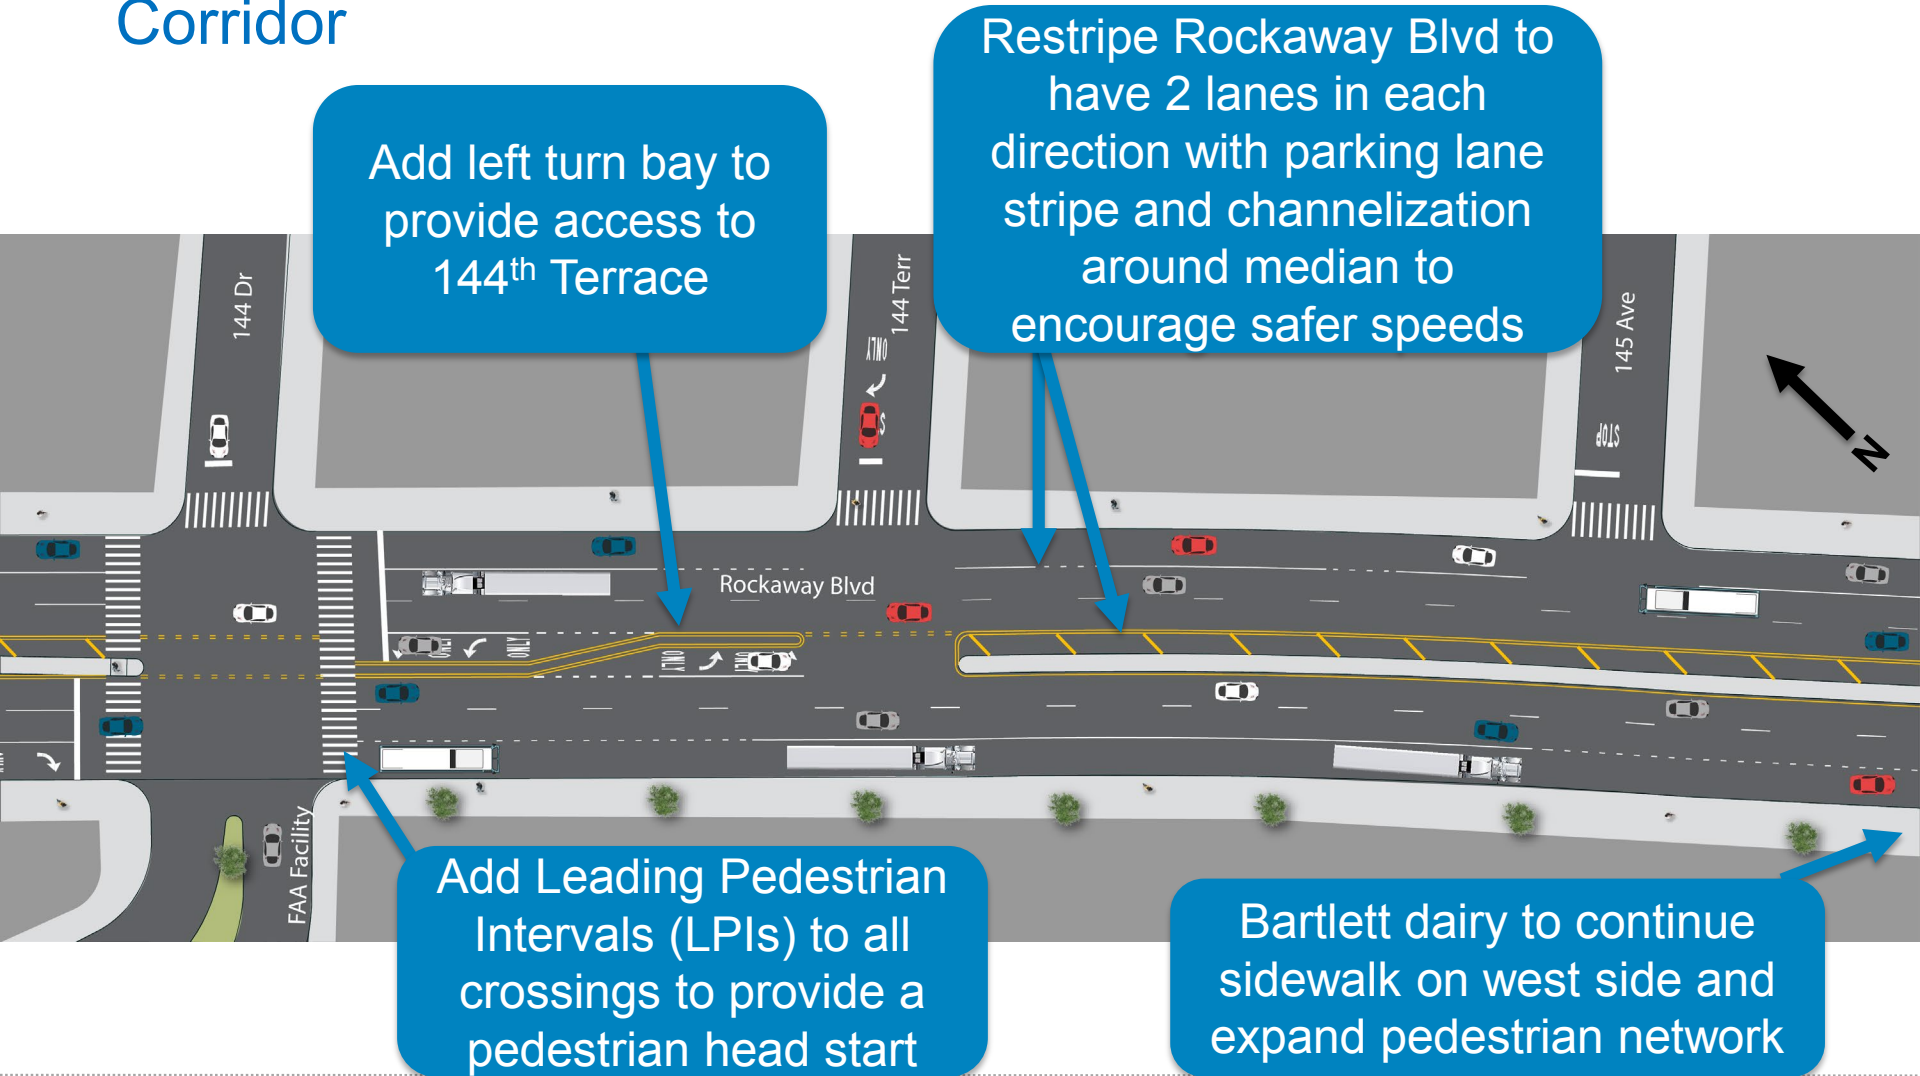 Corridor
Restripe Rockaway Blvd to
have 2 lanes in each
direction with parking lane
stripe and channelization
around median to
encourage safer speeds
Add left turn bay to
provide access to
144th Terrace
144 Dr
144 Terr
145 Ave
ONLY
STOP
N
Rockaway Blvd
ONLY
ONLY
ONLY
ONLY
FAA Facility
Add Leading Pedestrian
Intervals (LPIs) to all
crossings to provide a
pedestrian head start
Bartlett dairy to continue
sidewalk on west side and
expand pedestrian network